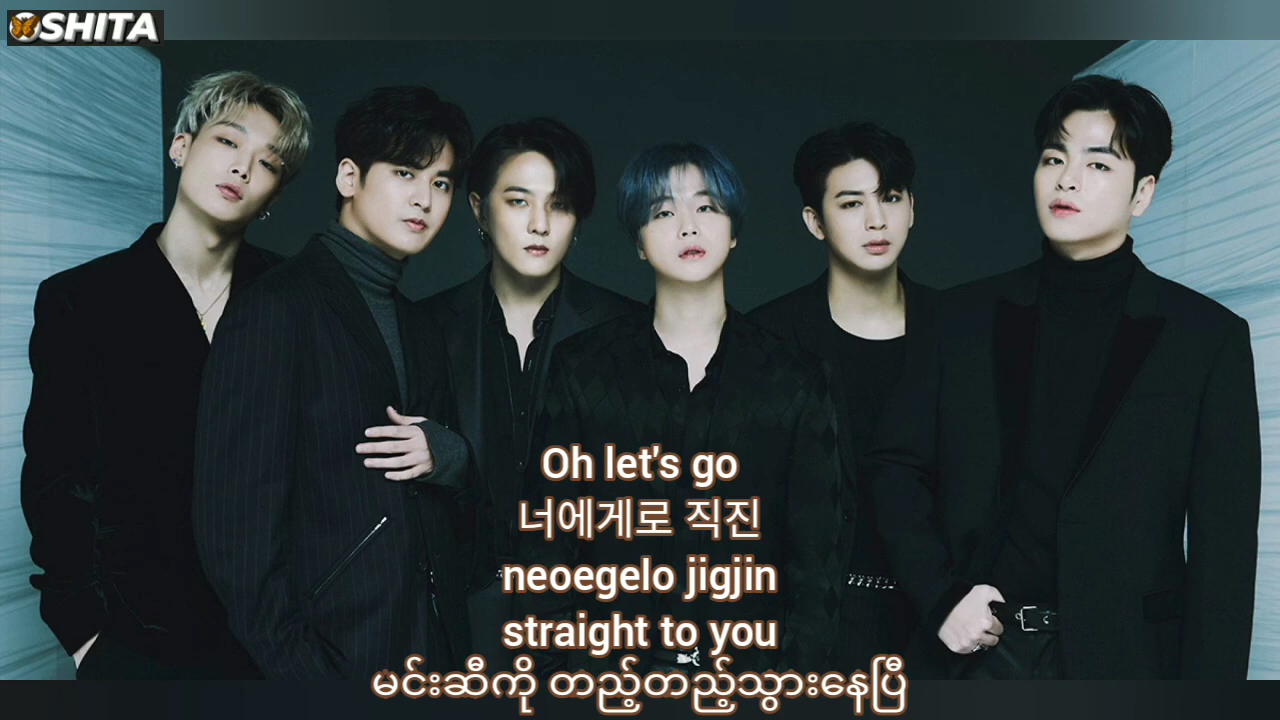 OSHITA
Oh let's go
너에게로 직진
neoegelo jigjin
straight to you
မင်းဆီကို တည့်တည့်သွားနေပြီ